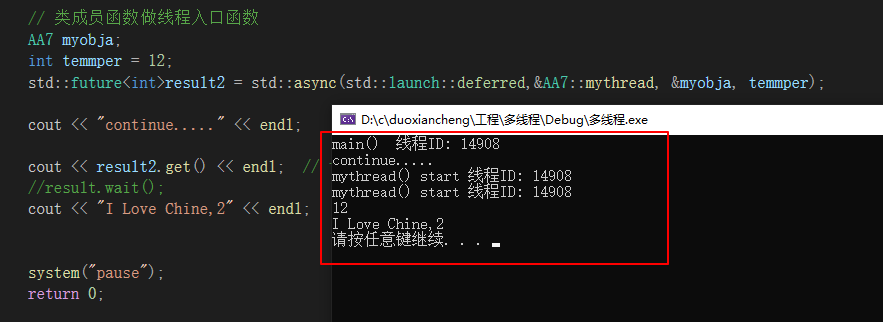 // 类成员函数做线程入口函数
AA7 myobja;
int temmper = 12;
std::future<int>result2 = std::async(std::launch::deferred,&AA7::mythread, &myobja, temmper);
cout << "continue....." << endl;
cout << result2.get() << endl; //
//result.wait();
cout << "I Love Chine,2" << endl;
system("pause");
return 0;
D:\c\duoxiancheng\工程\多线程\Debug\多线程.exe
main() 线程ID: 14908
continue.....
mythread() start 线程ID: 14908
mythread() start 线程ID: 14908
12
I Love Chine,2
请按任意键继续. . .